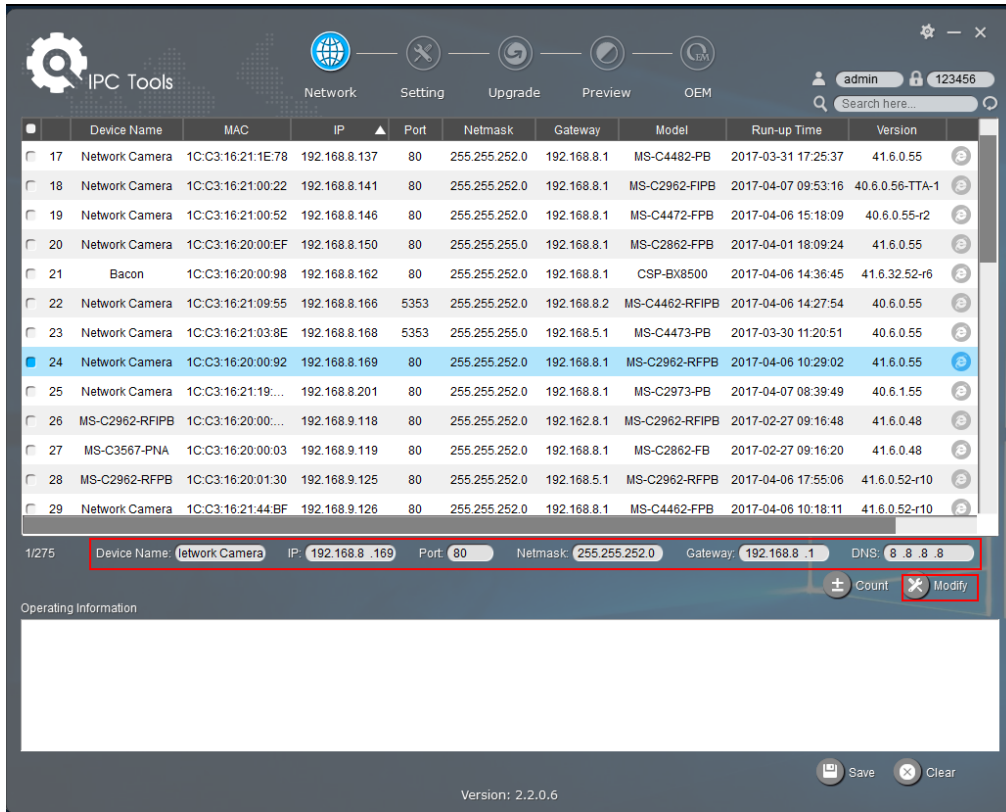 IPC Tools
Network Setting Upgrade Preview OEM
admin 123456
Search here...
Device Name MAC IP Port Netmask Gateway Model Run-up Time Version
17 Network Camera 1C:C3:16:21:1E:78 192.168.8.137 80 255.255.252.0 192.168.8.1 MS-C4482-PB 2017-03-31 17:25:37 41.6.0.55
18 Network Camera 1C:C3:16:21:00:22 192.168.8.141 80 255.255.252.0 192.168.8.1 MS-C2962-FIPB 2017-04-07 09:53:16 40.6.0.56-TTA-1
19 Network Camera 1C:C3:16:21:00:52 192.168.8.146 80 255.255.252.0 192.168.8.1 MS-C4472-FPB 2017-04-06 15:18:09 40.6.0.55-r2
20 Network Camera 1C:C3:16:20:00:EF 192.168.8.150 80 255.255.252.0 192.168.8.1 MS-C2862-FPB 2017-04-01 18:09:24 41.6.0.55
21 Bacon 1C:C3:16:20:00:98 192.168.8.162 80 255.255.252.0 192.168.8.1 CSP-BX8500 2017-04-06 14:36:45 41.6.32.52-r6
22 Network Camera 1C:C3:16:21:09:55 192.168.8.166 5353 255.255.252.0 192.168.8.2 MS-C4462-RFIPB 2017-04-06 14:27:54 40.6.0.55
23 Network Camera 1C:C3:16:21:03:8E 192.168.8.168 5353 255.255.252.0 192.168.5.1 MS-C4473-PB 2017-03-30 11:20:51 40.6.0.55
24 Network Camera 1C:C3:16:20:00:92 192.168.8.169 80 255.255.252.0 192.168.8.1 MS-C2962-RFPB 2017-04-06 10:29:02 41.6.0.55
25 Network Camera 1C:C3:16:21:19:... 192.168.8.201 80 255.255.252.0 192.168.8.1 MS-C2973-PB 2017-04-07 08:39:49 40.6.1.55
26 MS-C2962-RFIPB 1C:C3:16:20:00:... 192.168.9.118 80 255.255.252.0 192.162.8.1 MS-C2962-RFIPB 2017-02-27 09:16:48 41.6.0.48
27 MS-C3567-PNA 1C:C3:16:20:00:03 192.168.9.119 80 255.255.252.0 192.168.8.1 MS-C2862-FB 2017-02-27 09:16:20 41.6.0.48
28 MS-C2962-RFPB 1C:C3:16:20:01:30 192.168.9.125 80 255.255.252.0 192.168.5.1 MS-C2962-RFPB 2017-04-06 17:55:06 41.6.0.52-r10
29 Network Camera 1C:C3:16:21:44:BF 192.168.9.126 80 255.255.252.0 192.168.8.1 MS-C4462-FPB 2017-04-06 10:18:11 41.6.0.52-r10
1/275 Device Name: letwork Camera IP: 192.168.8 .169 Port: 80 Netmask: 255.255.252.0 Gateway: 192.168.8 .1 DNS: 8 .8 .8 .8
Count Modify
Operating Information
Save Clear
Version: 2.2.0.6